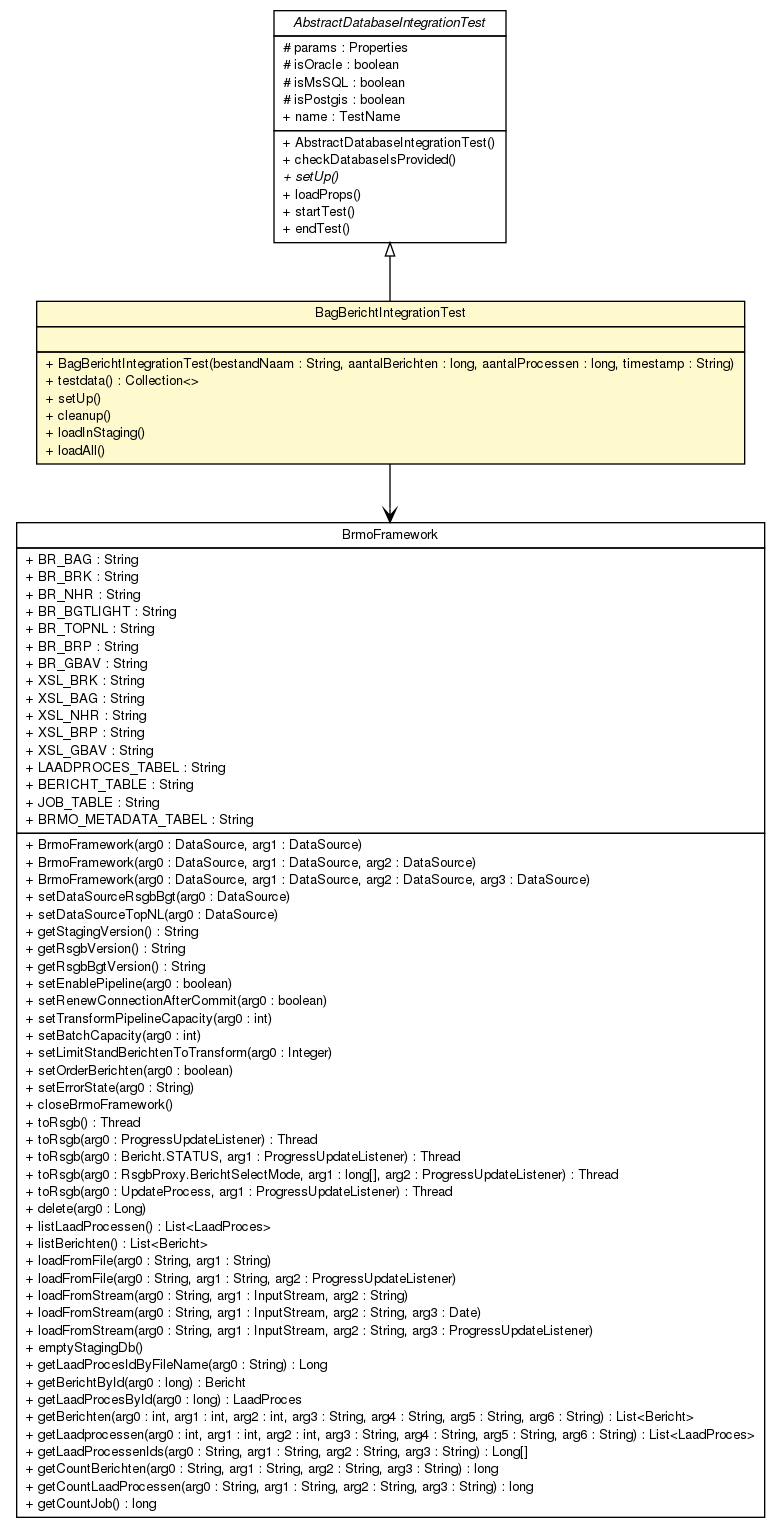 AbstractDatabaseIntegrationTest
# params : Properties
# isOracle : boolean
# isMsSQL : boolean
# isPostgis : boolean
+ name : TestName
+ AbstractDatabaseIntegrationTest()
+ checkDatabaseIsProvided()
+ setUp()
+ loadProps()
+ startTest()
+ endTest()
BagBerichtIntegrationTest
+ BagBerichtIntegrationTest(bestandNaam : String, aantalBerichten : long, aantalProcessen : long, timestamp : String)
+ testdata() : Collection<>
+ setUp()
+ cleanup()
+ loadInStaging()
+ loadAll()
BrmoFramework
+ BR_BAG : String
+ BR_BRK : String
+ BR_NHR : String
+ BR_BGTLIGHT : String
+ BR_TOPNL : String
+ BR_BRP : String
+ BR_GBAV : String
+ XSL_BRK : String
+ XSL_BAG : String
+ XSL_NHR : String
+ XSL_BRP : String
+ XSL_GBAV : String
+ LAADPROCES_TABEL : String
+ BERICHT_TABLE : String
+ JOB_TABLE : String
+ BRMO_METADATA_TABEL : String
+ BrmoFramework(arg0 : DataSource, arg1 : DataSource)
+ BrmoFramework(arg0 : DataSource, arg1 : DataSource, arg2 : DataSource)
+ BrmoFramework(arg0 : DataSource, arg1 : DataSource, arg2 : DataSource, arg3 : DataSource)
+ setDataSourceRsgbBgt(arg0 : DataSource)
+ setDataSourceTopNL(arg0 : DataSource)
+ getStagingVersion() : String
+ getRsgbVersion() : String
+ getRsgbBgtVersion() : String
+ setEnablePipeline(arg0 : boolean)
+ setRenewConnectionAfterCommit(arg0 : boolean)
+ setTransformPipelineCapacity(arg0 : int)
+ setBatchCapacity(arg0 : int)
+ setLimitStandBerichtenToTransform(arg0 : Integer)
+ setOrderBerichten(arg0 : boolean)
+ setErrorState(arg0 : String)
+ closeBrmoFramework()
+ toRsgb() : Thread
+ toRsgb(arg0 : ProgressUpdateListener) : Thread
+ toRsgb(arg0 : Bericht.STATUS, arg1 : ProgressUpdateListener) : Thread
+ toRsgb(arg0 : RsgbProxy.BerichtSelectMode, arg1 : long[], arg2 : ProgressUpdateListener) : Thread
+ toRsgb(arg0 : UpdateProcess, arg1 : ProgressUpdateListener) : Thread
+ delete(arg0 : Long)
+ listLaadProcessen() : List<LaadProces>
+ listBerichten() : List<Bericht>
+ loadFromFile(arg0 : String, arg1 : String)
+ loadFromFile(arg0 : String, arg1 : String, arg2 : ProgressUpdateListener)
+ loadFromStream(arg0 : String, arg1 : InputStream, arg2 : String)
+ loadFromStream(arg0 : String, arg1 : InputStream, arg2 : String, arg3 : Date)
+ loadFromStream(arg0 : String, arg1 : InputStream, arg2 : String, arg3 : ProgressUpdateListener)
+ emptyStagingDb()
+ getLaadProcesIdByFileName(arg0 : String) : Long
+ getBerichtById(arg0 : long) : Bericht
+ getLaadProcesById(arg0 : long) : LaadProces
+ getBerichten(arg0 : int, arg1 : int, arg2 : int, arg3 : String, arg4 : String, arg5 : String, arg6 : String) : List<Bericht>
+ getLaadprocessen(arg0 : int, arg1 : int, arg2 : int, arg3 : String, arg4 : String, arg5 : String, arg6 : String) : List<LaadProces>
+ getLaadProcessenIds(arg0 : String, arg1 : String, arg2 : String, arg3 : String) : Long[]
+ getCountBerichten(arg0 : String, arg1 : String, arg2 : String, arg3 : String) : long
+ getCountLaadProcessen(arg0 : String, arg1 : String, arg2 : String, arg3 : String) : long
+ getCountJob() : long